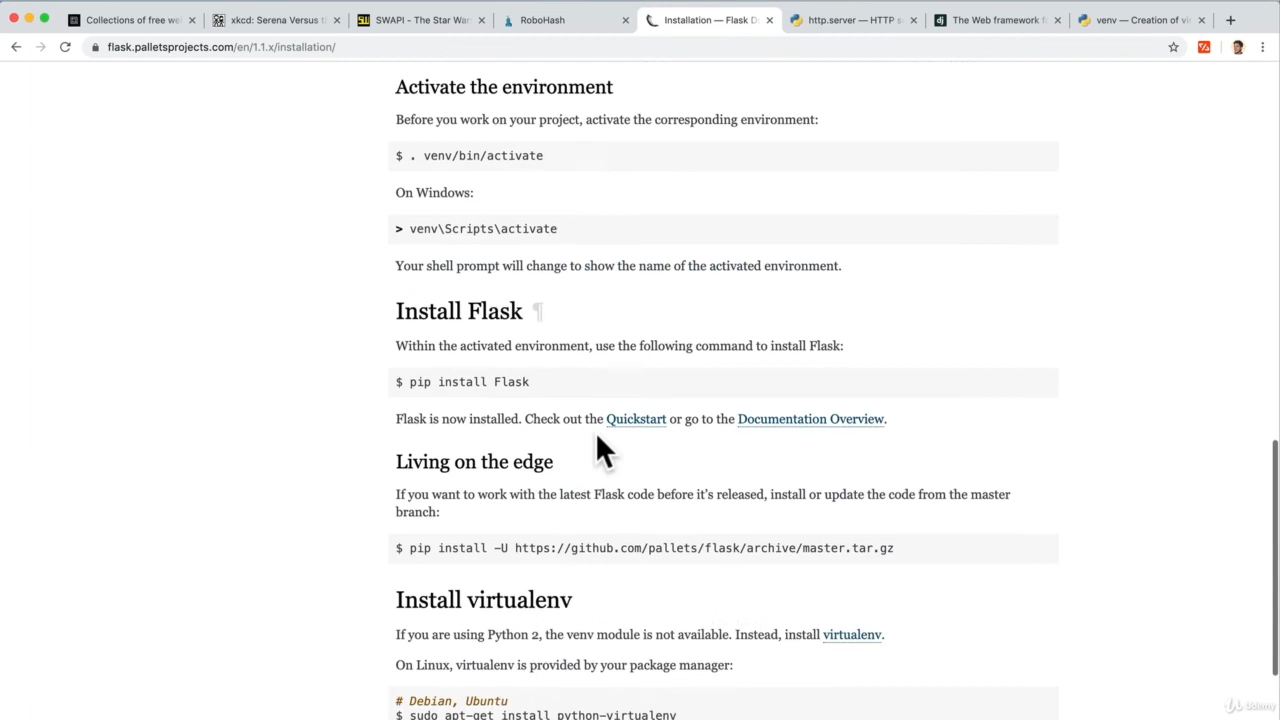 Collections of free we
xkcd: Serena Versus t
SWAPI - The Star War
RoboHash
Installation — Flask D
http.server — HTTP s
The Web framework f
venv — Creation of vi
flask.palletsprojects.com/en/1.1.x/installation/
Activate the environment
Before you work on your project, activate the corresponding environment:
$ . venv/bin/activate
On Windows:
> venv\Scripts\activate
Your shell prompt will change to show the name of the activated environment.
Install Flask ¶
Within the activated environment, use the following command to install Flask:
$ pip install Flask
Flask is now installed. Check out the Quickstart or go to the Documentation Overview.
Living on the edge
If you want to work with the latest Flask code before it’s released, install or update the code from the master
branch:
$ pip install -U https://github.com/pallets/flask/archive/master.tar.gz
Install virtualenv
If you are using Python 2, the venv module is not available. Instead, install virtualenv.
On Linux, virtualenv is provided by your package manager:
# Debian, Ubuntu
$ sudo apt-get install python-virtualenv
Udemy